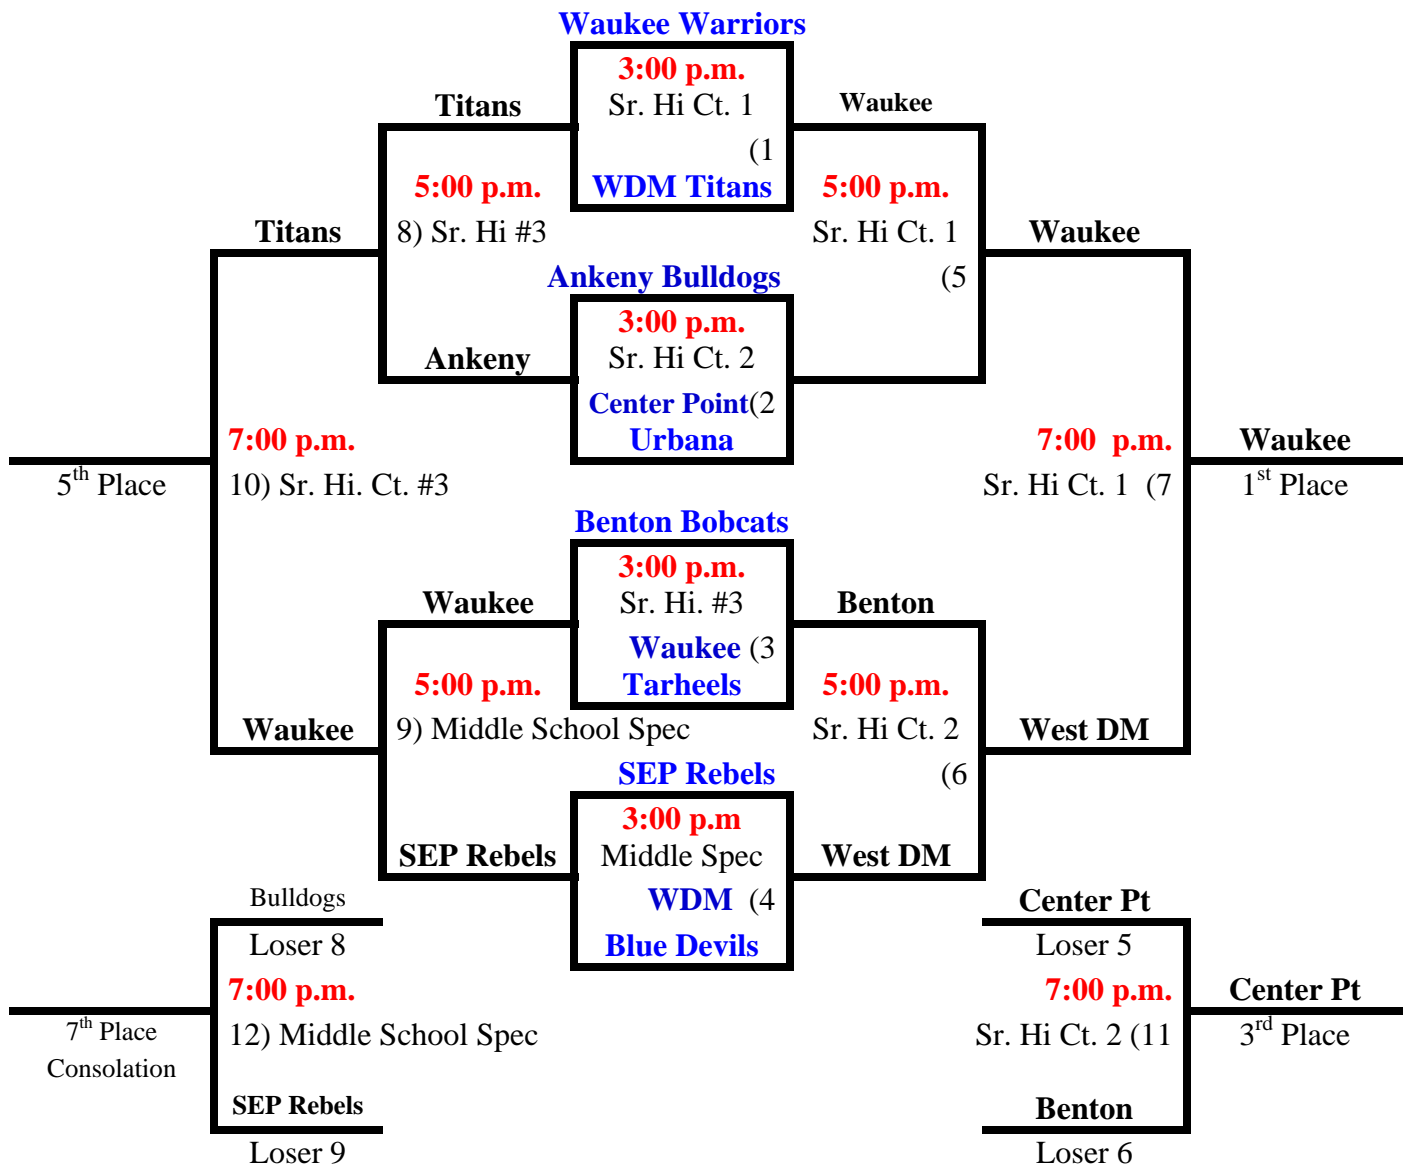 Waukee Warriors
3:00 p.m.
Titans
Sr. Hi Ct. 1
Waukee
(1
5:00 p.m.
WDM Titans
5:00 p.m.
Titans
8) Sr. Hi #3
Sr. Hi Ct. 1
Waukee
Ankeny Bulldogs
(5
3:00 p.m.
Ankeny
Sr. Hi Ct. 2
Center Point(2
7:00 p.m.
Urbana
7:00  p.m.
Waukee
5th Place
10) Sr. Hi. Ct. #3
Sr. Hi Ct. 1  (7
1st Place
Benton Bobcats
3:00 p.m.
Waukee
Sr. Hi. #3
Benton
Waukee (3
5:00 p.m.
Tarheels
5:00 p.m.
Waukee
9) Middle School Spec
Sr. Hi Ct. 2
West DM
SEP Rebels
(6
3:00 p.m
SEP Rebels
Middle Spec
West DM
Bulldogs
WDM  (4
Center Pt
Loser 8
Blue Devils
Loser 5
7:00 p.m.
7:00 p.m.
Center Pt
7th Place
12) Middle School Spec
Sr. Hi Ct. 2 (11
3rd Place
Consolation
SEP Rebels
Benton
Loser 9
Loser 6